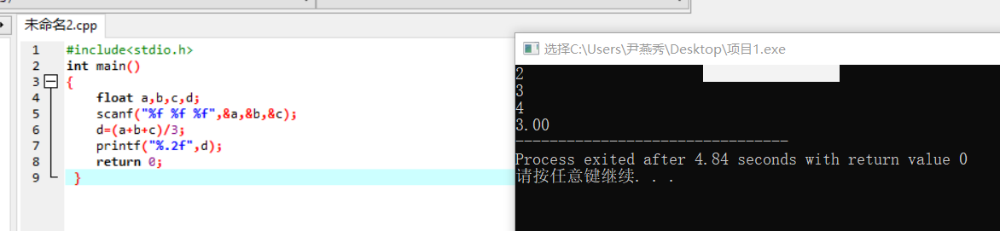 未命名2.cpp
1 #include<stdio.h>
2 int main()
3 {
4 float a,b,c,d;
5 scanf("%f %f %f",&a,&b,&c);
6 d=(a+b+c)/3;
7 printf("%.2f",d);
8 return 0;
9 }
选择C:\Users\尹燕秀\Desktop\项目1.exe
2
3
4
3.00
--------------------------------
Process exited after 4.84 seconds with return value 0
请按任意键继续. . .